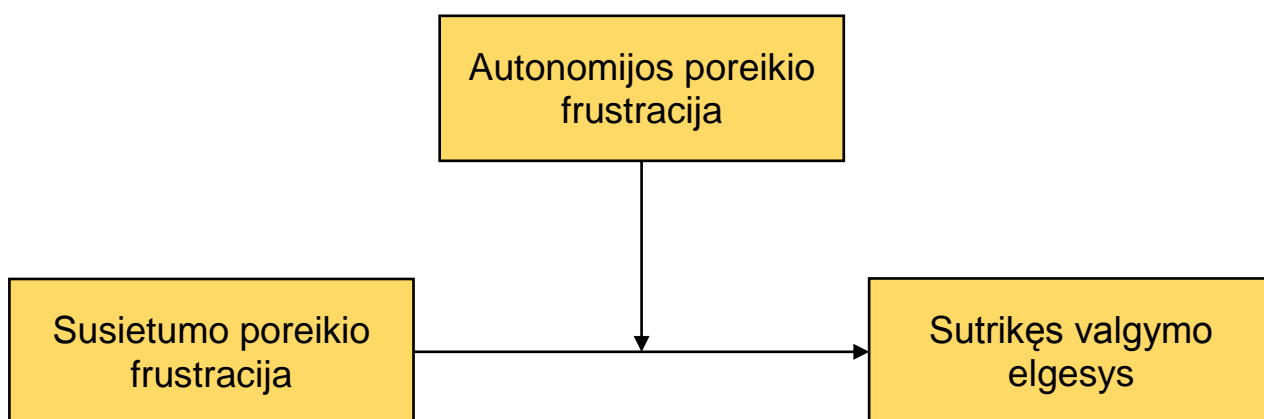 Autonomijos poreikio
frustracija
Susietumo poreikio
frustracija
Sutrikęs valgymo
elgesys